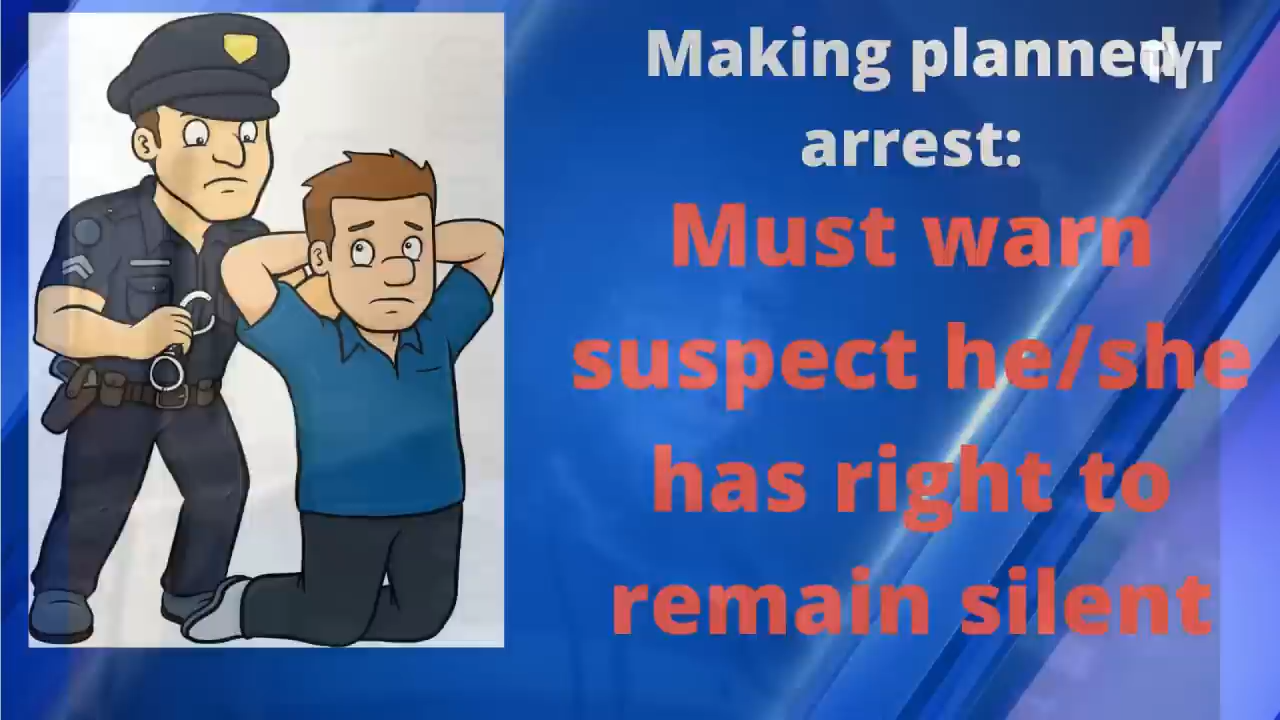 Making planned
TYT
arrest:
Must warn
suspect he/she
has right to
remain silent